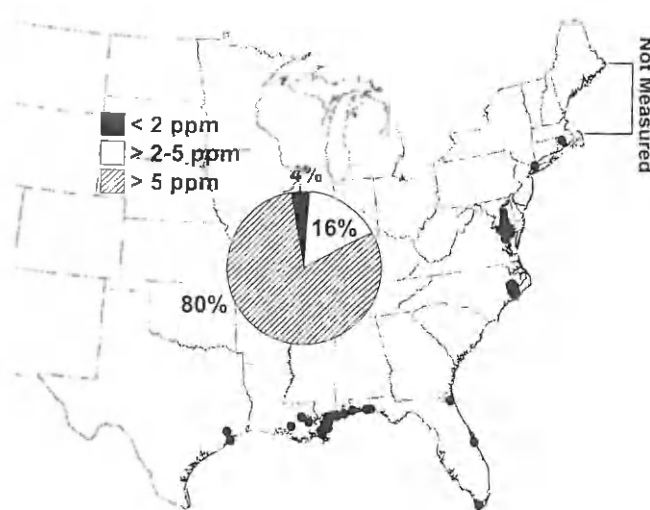 Not Measured
< 2 ppm
> 2-5 ppm
> 5 ppm
4%
16%
80%